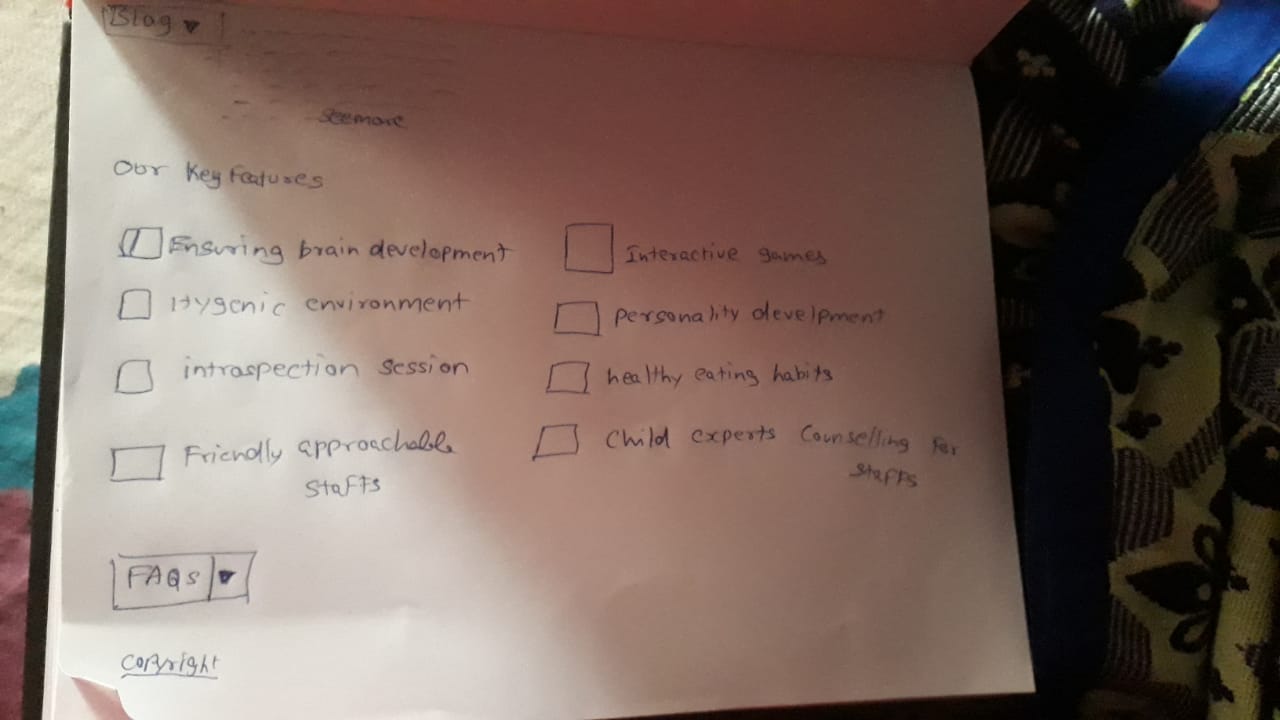 Blog
seemore
Our Key Features
Ensuring brain development
Interactive games
Hygenic environment
personality develpment
introspection session
healthy eating habits
Friendly approachable
staffs
Child experts Counselling for
staffs
FAQs
Copyright